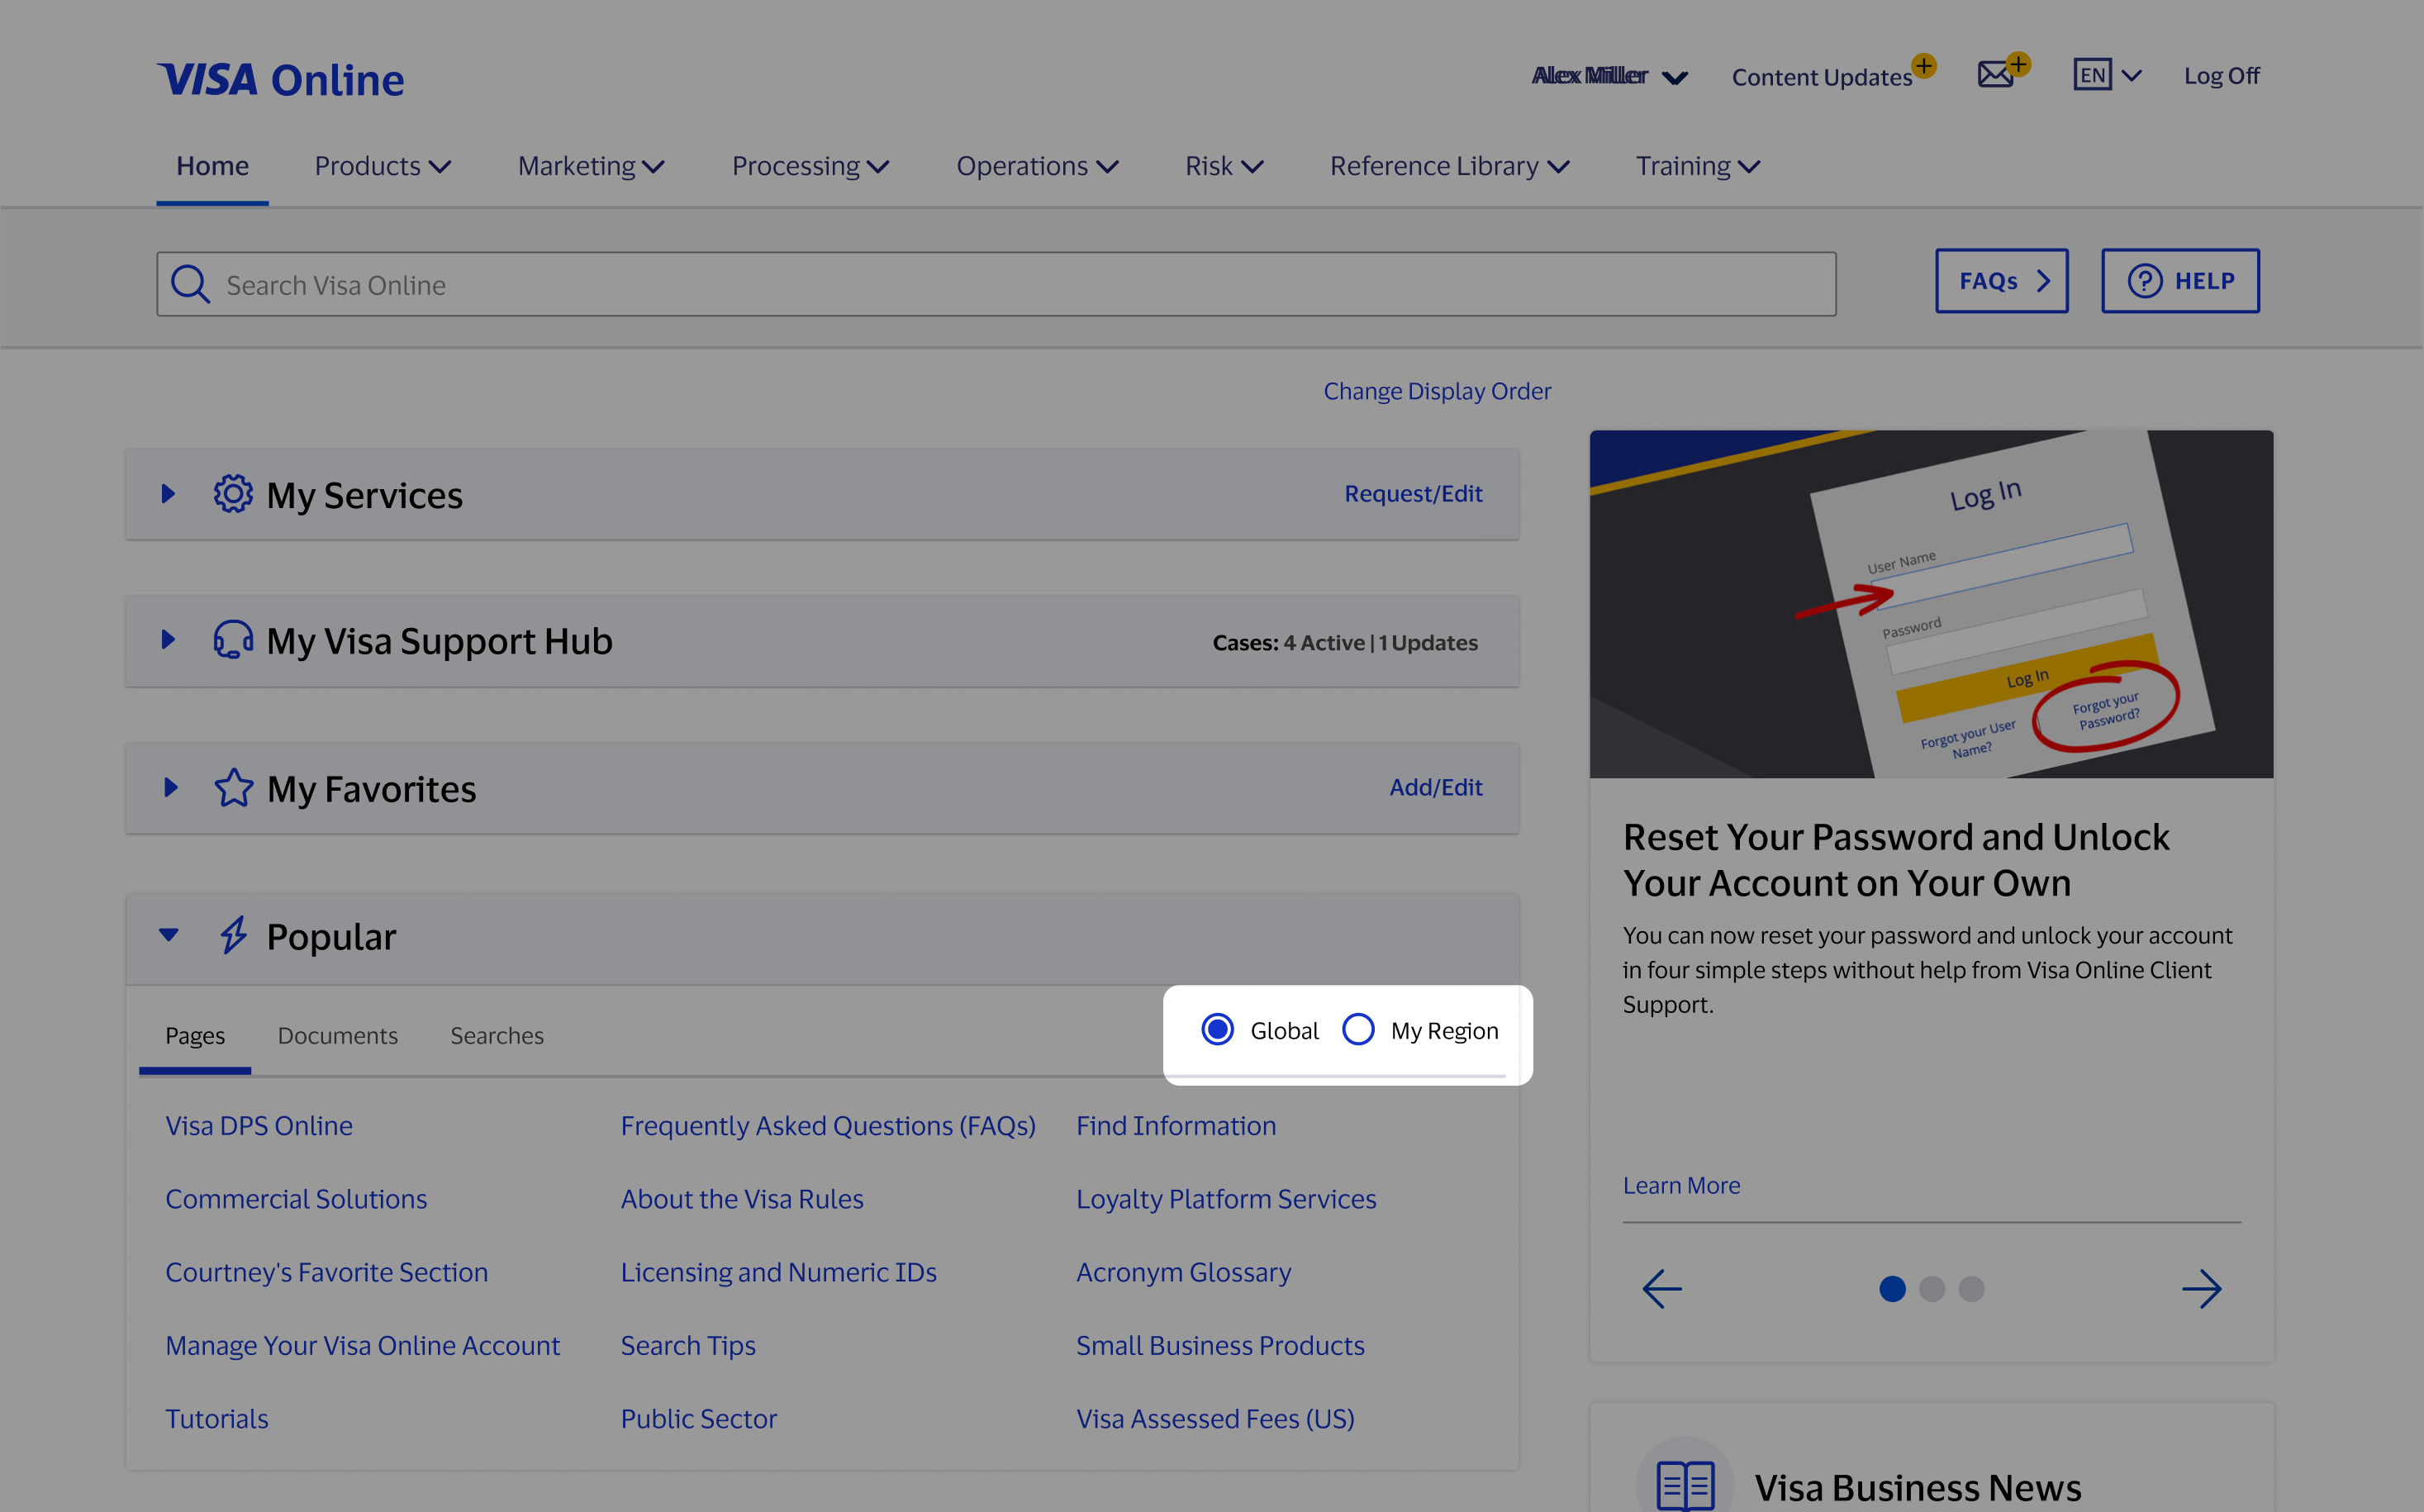 VISA Online
Alex Miller
Content Updates
EN
Log Off
Home
Products
Marketing
Processing
Operations
Risk
Reference Library
Training
Search Visa Online
FAQs
HELP
Change Display Order
My Services
Request/Edit
My Visa Support Hub
Cases: 4 Active | 1 Updates
My Favorites
Add/Edit
Popular
Pages
Documents
Searches
Global
My Region
Visa DPS Online
Frequently Asked Questions (FAQs)
Find Information
Commercial Solutions
About the Visa Rules
Loyalty Platform Services
Courtney's Favorite Section
Licensing and Numeric IDs
Acronym Glossary
Manage Your Visa Online Account
Search Tips
Small Business Products
Tutorials
Public Sector
Visa Assessed Fees (US)
Log In
User Name
Password
Log In
Forgot your User
Name?
Forgot your
Password?
Reset Your Password and Unlock
Your Account on Your Own
You can now reset your password and unlock your account
in four simple steps without help from Visa Online Client
Support.
Learn More
Visa Business News